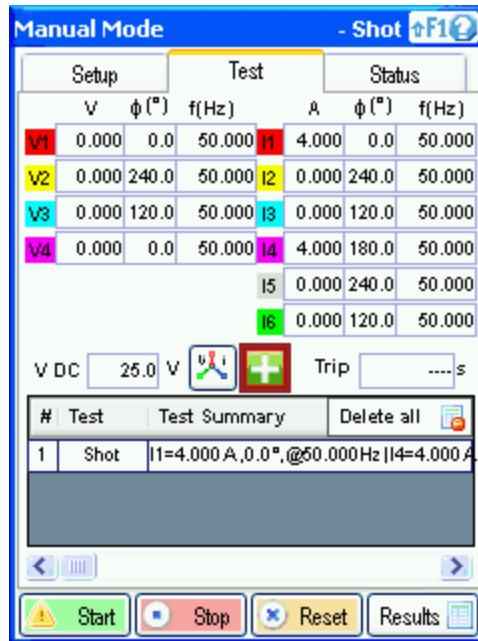 Manual Mode - Shot ⇧F1?
Setup Test Status
V ϕ(°) f(Hz) A ϕ(°) f(Hz)
V1 0.000 0.0 50.000 I1 4.000 0.0 50.000
V2 0.000 240.0 50.000 I2 0.000 240.0 50.000
V3 0.000 120.0 50.000 I3 0.000 120.0 50.000
V4 0.000 0.0 50.000 I4 4.000 180.0 50.000
I5 0.000 240.0 50.000
I6 0.000 120.0 50.000
V DC 25.0 V Trip ----s
# Test Test Summary Delete all
1 Shot I1=4.000 A ,0.0°, @50.000Hz |I4=4.000 A
Start Stop Reset Results